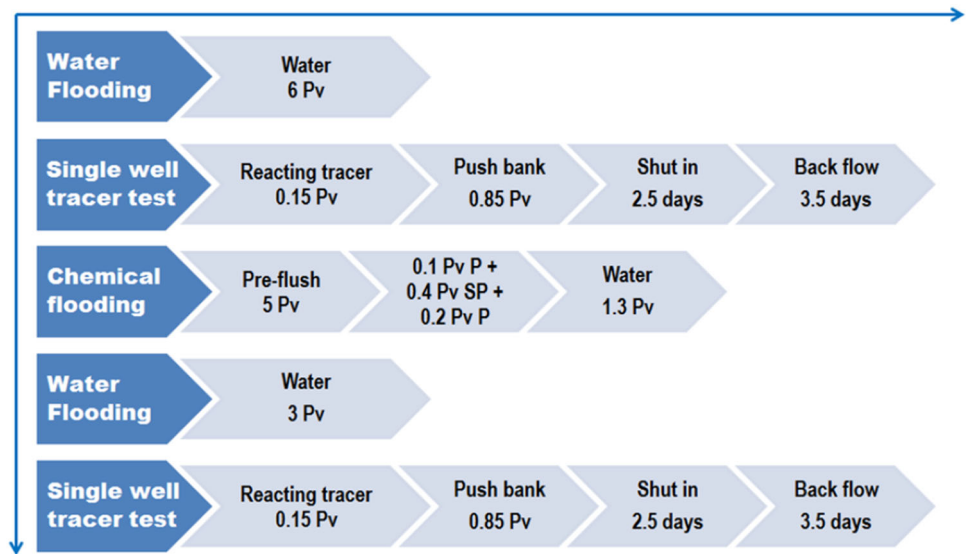 Water
Flooding
Water
6 Pv
Single well
tracer test
Reacting tracer
0.15 Pv
Push bank
0.85 Pv
Shut in
2.5 days
Back flow
3.5 days
Chemical
flooding
Pre-flush
5 Pv
0.1 Pv P +
0.4 Pv SP +
0.2 Pv P
Water
1.3 Pv
Water
Flooding
Water
3 Pv
Single well
tracer test
Reacting tracer
0.15 Pv
Push bank
0.85 Pv
Shut in
2.5 days
Back flow
3.5 days